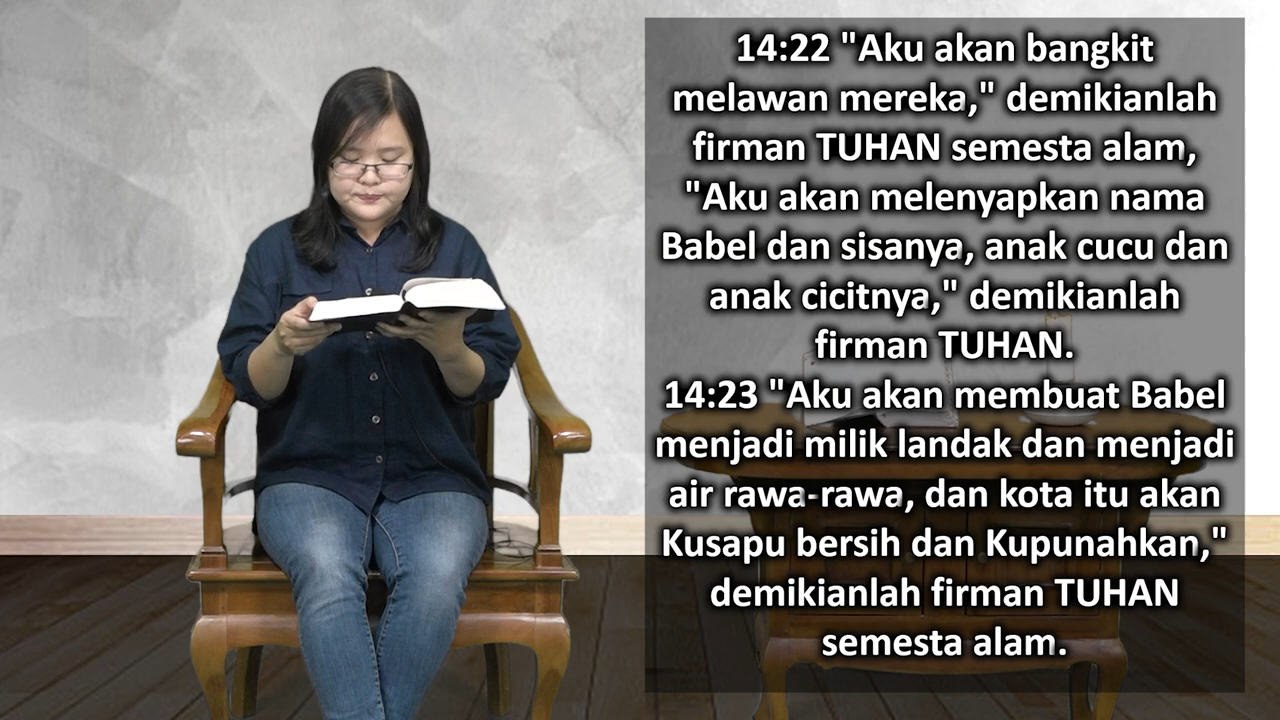 14:22 "Aku akan bangkit
melawan mereka," demikianlah
firman TUHAN semesta alam,
"Aku akan melenyapkan nama
Babel dan sisanya, anak cucu dan
anak cicitnya," demikianlah
firman TUHAN.
14:23 "Aku akan membuat Babel
menjadi milik landak dan menjadi
air rawa-rawa, dan kota itu akan
Kusapu bersih dan Kupunahkan,"
demikianlah firman TUHAN
semesta alam.